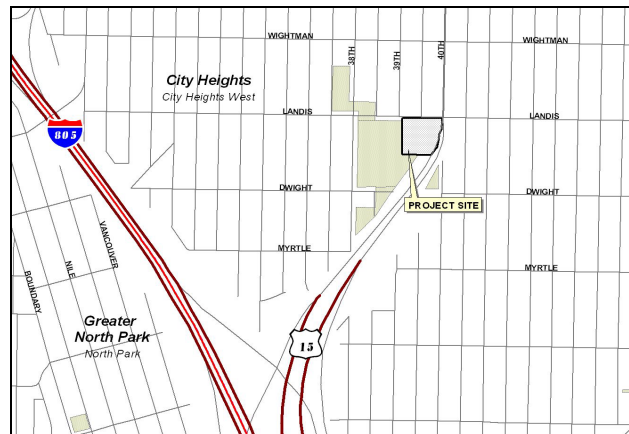 WIGHTMAN
38TH
39TH
40TH
WIGHTMAN
City Heights
City Heights West
LANDIS
LANDIS
805
DWIGHT
DWIGHT
PROJECT SITE
MYRTLE
MYRTLE
VANCOUVER
NILE
BOUNDARY
Greater
North Park
North Park
15